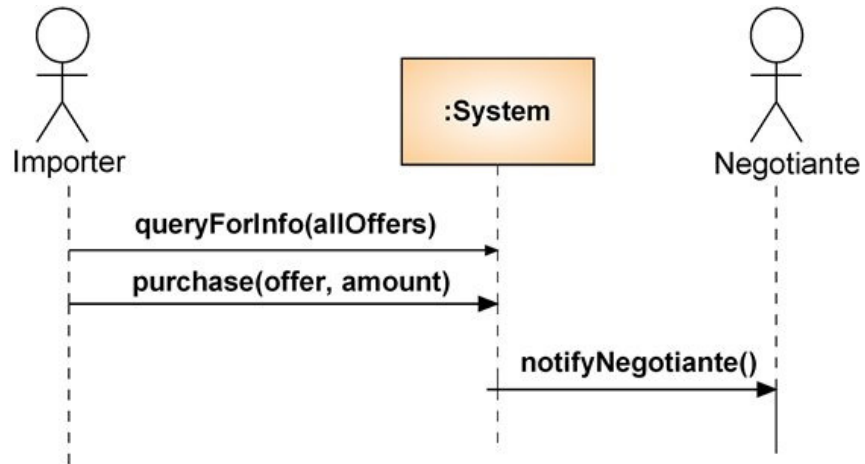 :System
Importer
Negotiante
queryForInfo(allOffers)
purchase(offer, amount)
notifyNegotiante()